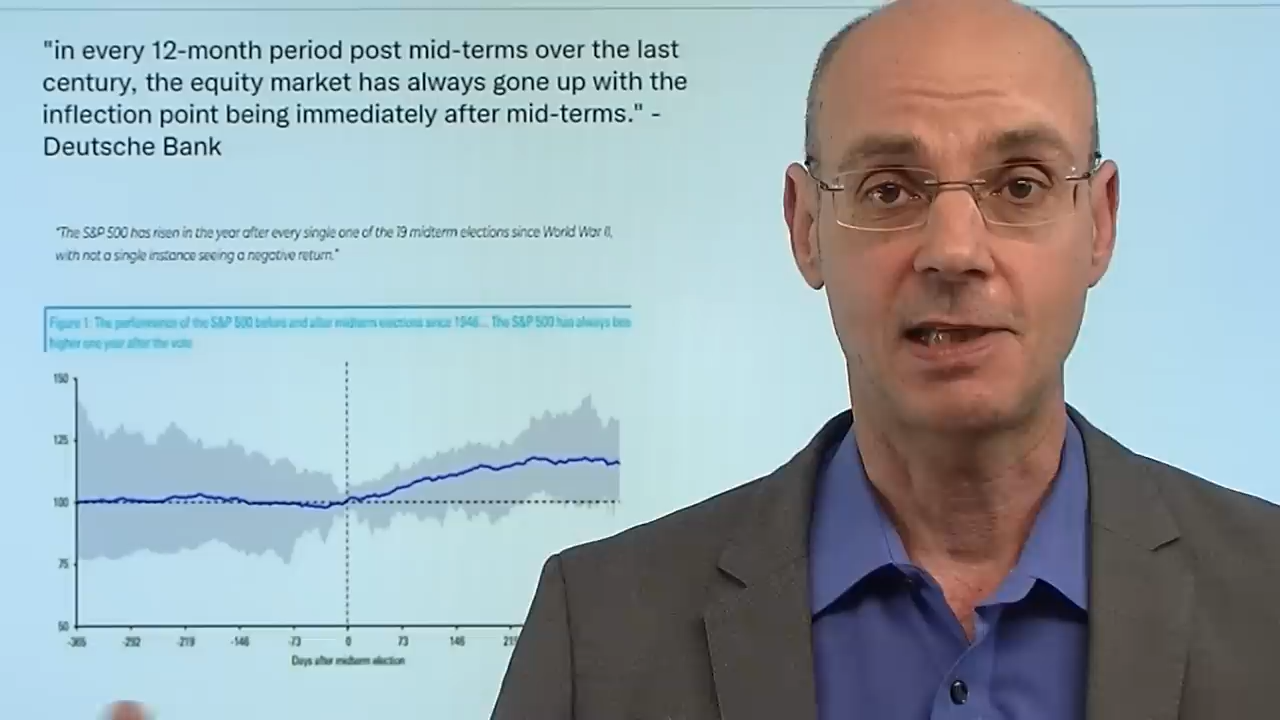 "in every 12-month period post mid-terms over the last
century, the equity market has always gone up with the
inflection point being immediately after mid-terms." -
Deutsche Bank
"The S&P 500 has risen in the year after every single one of the 19 midterm elections since World War II,
with not a single instance seeing a negative return."
Figure 1: The performance of the S&P 500 before and after midterm elections since 1946... The S&P 500 has always bee
higher one year after the vote
150
125
100
75
50
-365 -292 -219 -146 -73 0 73 146 219
Days after midterm election